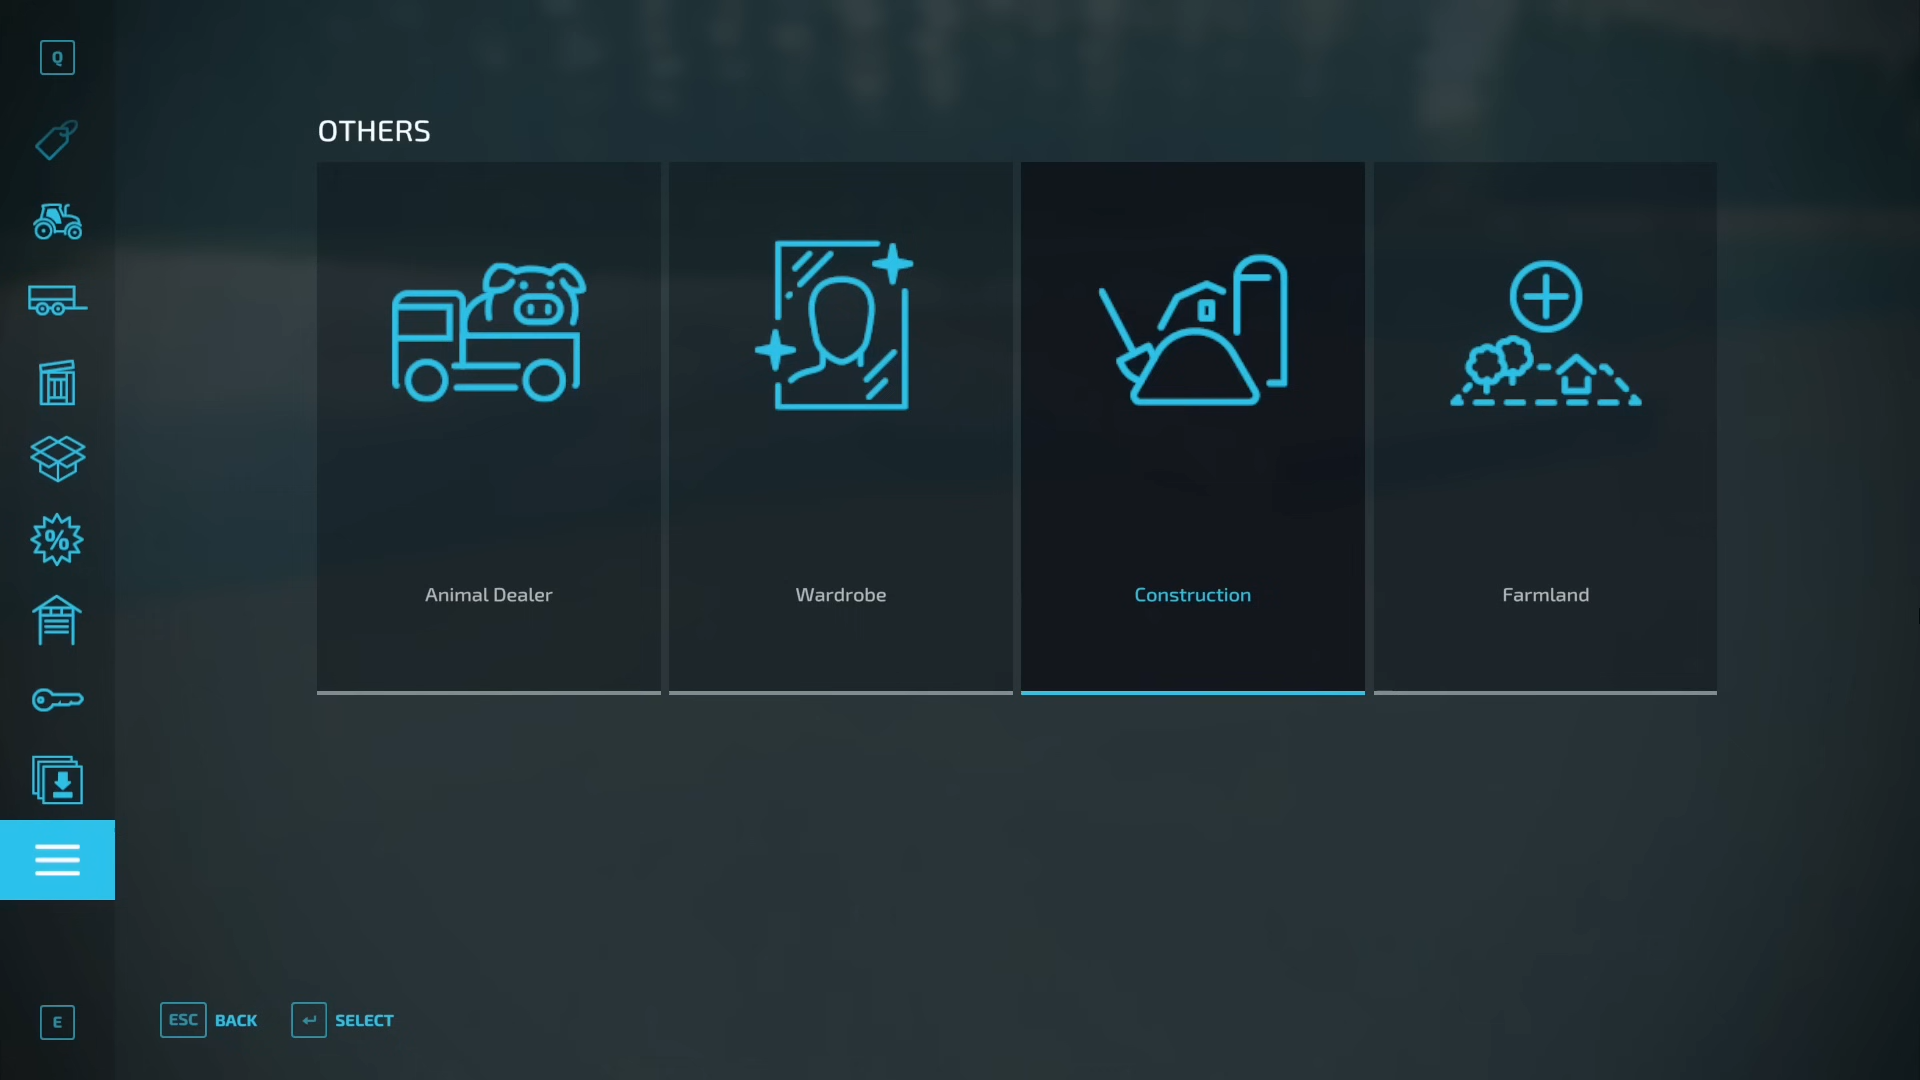 Q
OTHERS
%
Animal Dealer
Wardrobe
Construction
Farmland
E
ESC BACK
SELECT